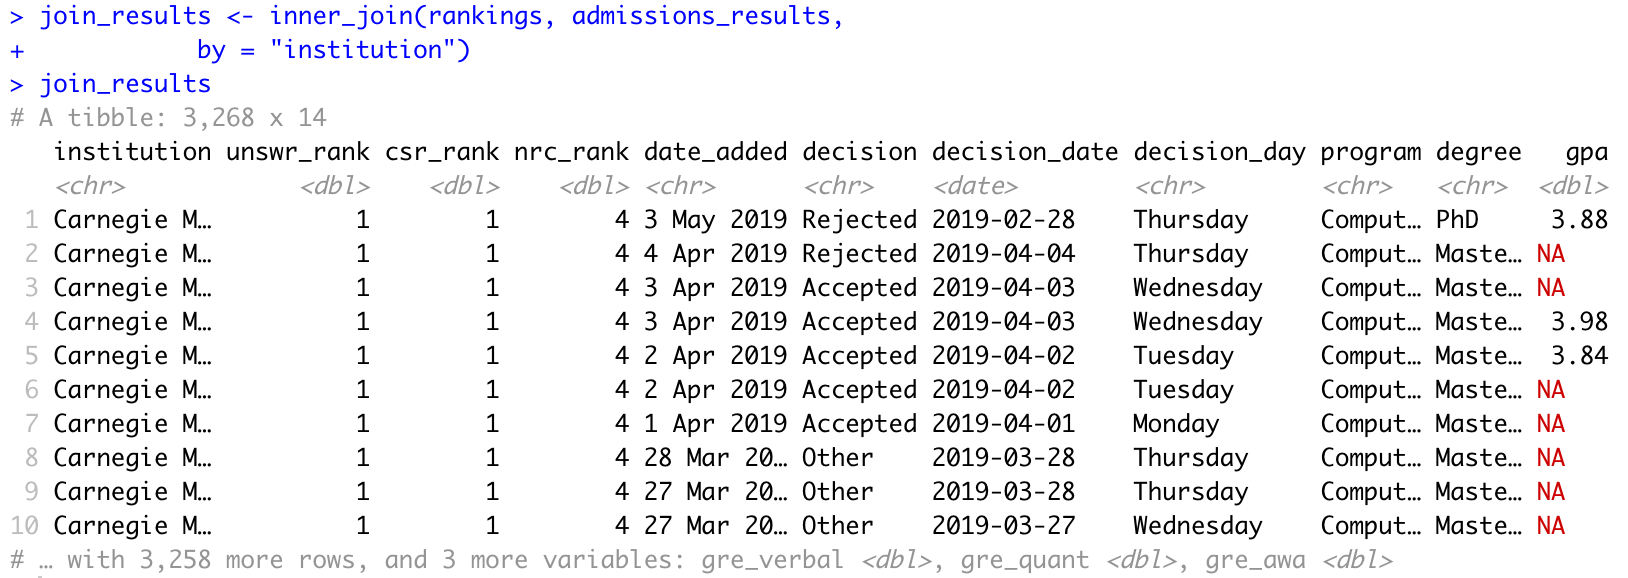 > join_results <- inner_join(rankings, admissions_results,
+            by = "institution")
> join_results
# A tibble: 3,268 x 14
   institution unswr_rank csr_rank nrc_rank date_added decision decision_date decision_day program degree   gpa
   <chr>            <dbl>    <dbl>    <dbl> <chr>      <chr>    <date>        <chr>        <chr>   <chr>  <dbl>
 1 Carnegie M…          1        1        4 3 May 2019 Rejected 2019-02-28    Thursday     Comput… PhD     3.88
 2 Carnegie M…          1        1        4 4 Apr 2019 Rejected 2019-04-04    Thursday     Comput… Maste… NA
 3 Carnegie M…          1        1        4 3 Apr 2019 Accepted 2019-04-03    Wednesday    Comput… Maste… NA
 4 Carnegie M…          1        1        4 3 Apr 2019 Accepted 2019-04-03    Wednesday    Comput… Maste…  3.98
 5 Carnegie M…          1        1        4 2 Apr 2019 Accepted 2019-04-02    Tuesday      Comput… Maste…  3.84
 6 Carnegie M…          1        1        4 2 Apr 2019 Accepted 2019-04-02    Tuesday      Comput… Maste… NA
 7 Carnegie M…          1        1        4 1 Apr 2019 Accepted 2019-04-01    Monday       Comput… Maste… NA
 8 Carnegie M…          1        1        4 28 Mar 20… Other    2019-03-28    Thursday     Comput… Maste… NA
 9 Carnegie M…          1        1        4 27 Mar 20… Other    2019-03-28    Thursday     Comput… Maste… NA
10 Carnegie M…          1        1        4 27 Mar 20… Other    2019-03-27    Wednesday    Comput… Maste… NA
# … with 3,258 more rows, and 3 more variables: gre_verbal <dbl>, gre_quant <dbl>, gre_awa <dbl>